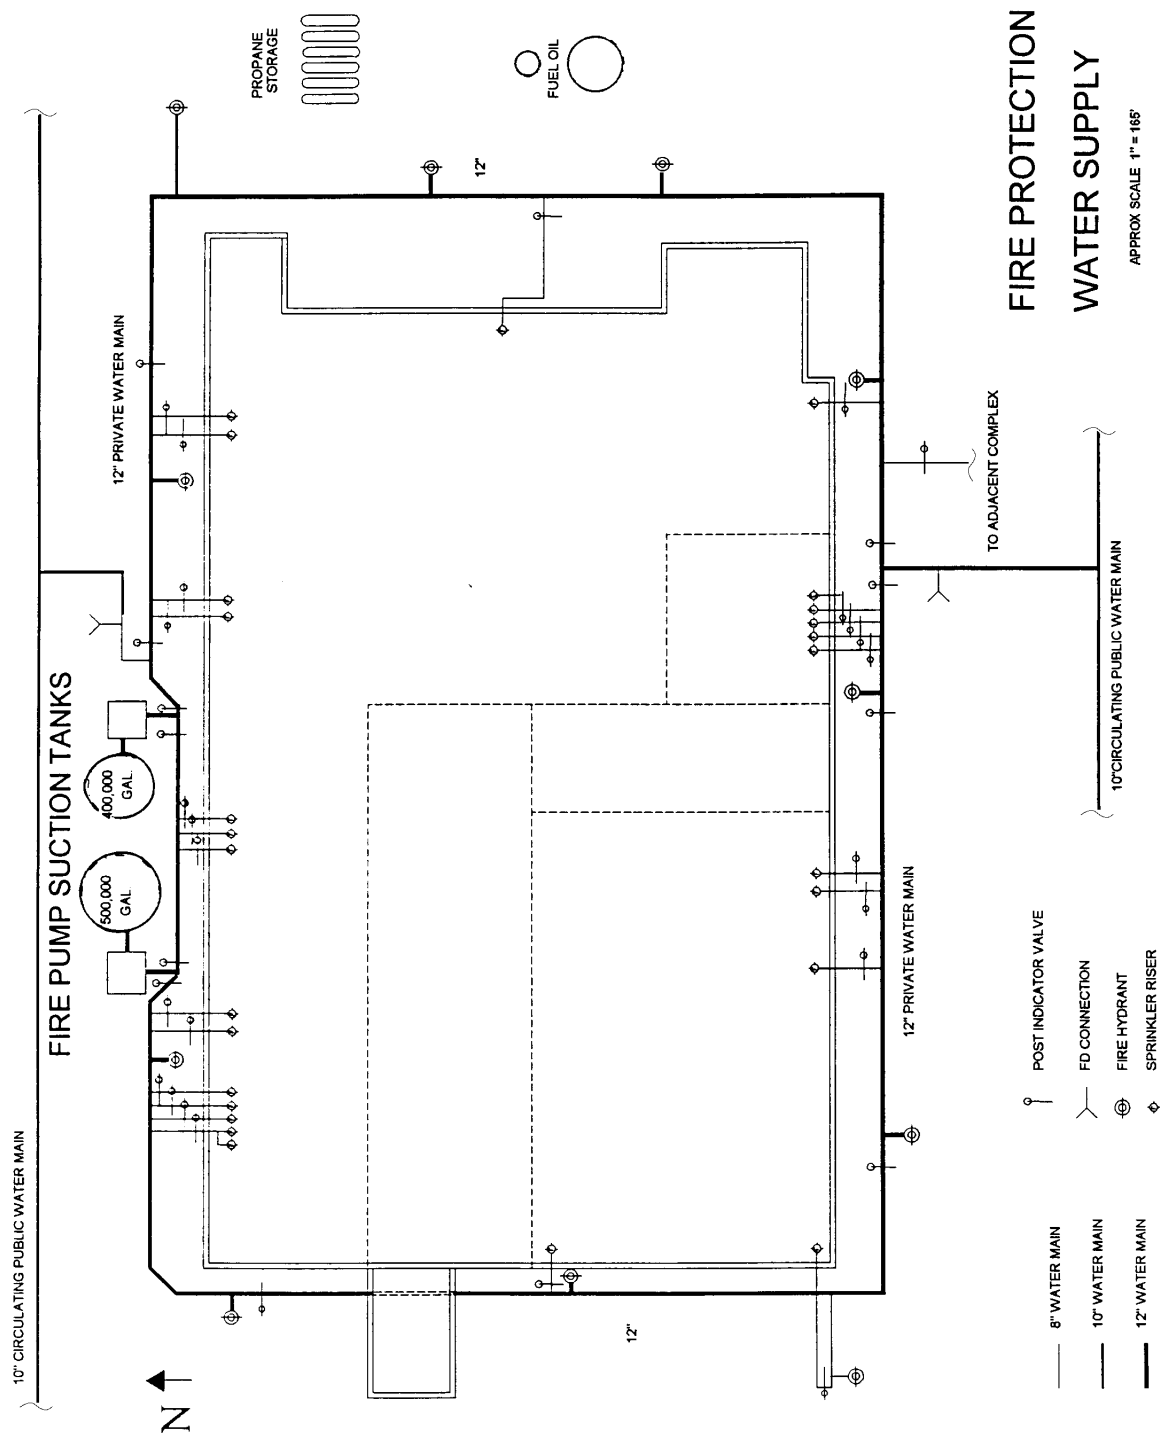 FIRE PROTECTION
WATER SUPPLY
APPROX SCALE 1" = 165'
PROPANE
STORAGE
FUEL OIL
12"
12" PRIVATE WATER MAIN
FIRE PUMP SUCTION TANKS
400,000
GAL.
500,000
GAL.
10" CIRCULATING PUBLIC WATER MAIN
N
12"
TO ADJACENT COMPLEX
10"CIRCULATING PUBLIC WATER MAIN
12" PRIVATE WATER MAIN
POST INDICATOR VALVE
FD CONNECTION
FIRE HYDRANT
SPRINKLER RISER
8" WATER MAIN
10" WATER MAIN
12" WATER MAIN